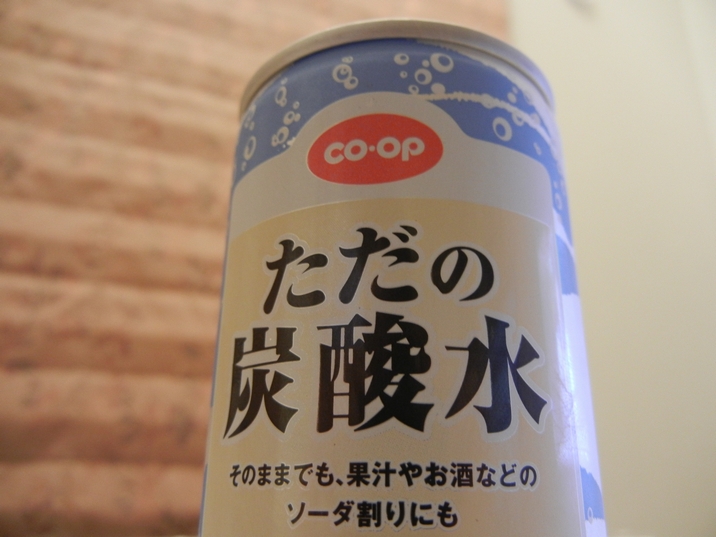 CO·OP
ただの
炭酸水
そのままでも、果汁やお酒などの
ソーダ割りにも